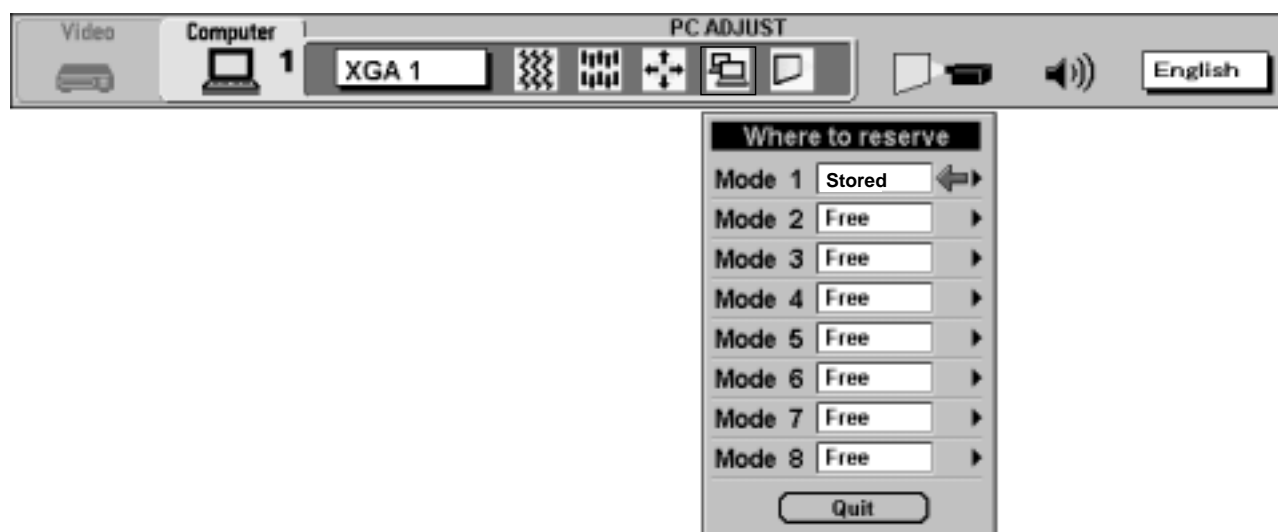 Video
Computer
1
PC ADJUST
XGA 1
English
Where to reserve
Mode 1 Stored
Mode 2 Free
Mode 3 Free
Mode 4 Free
Mode 5 Free
Mode 6 Free
Mode 7 Free
Mode 8 Free
Quit